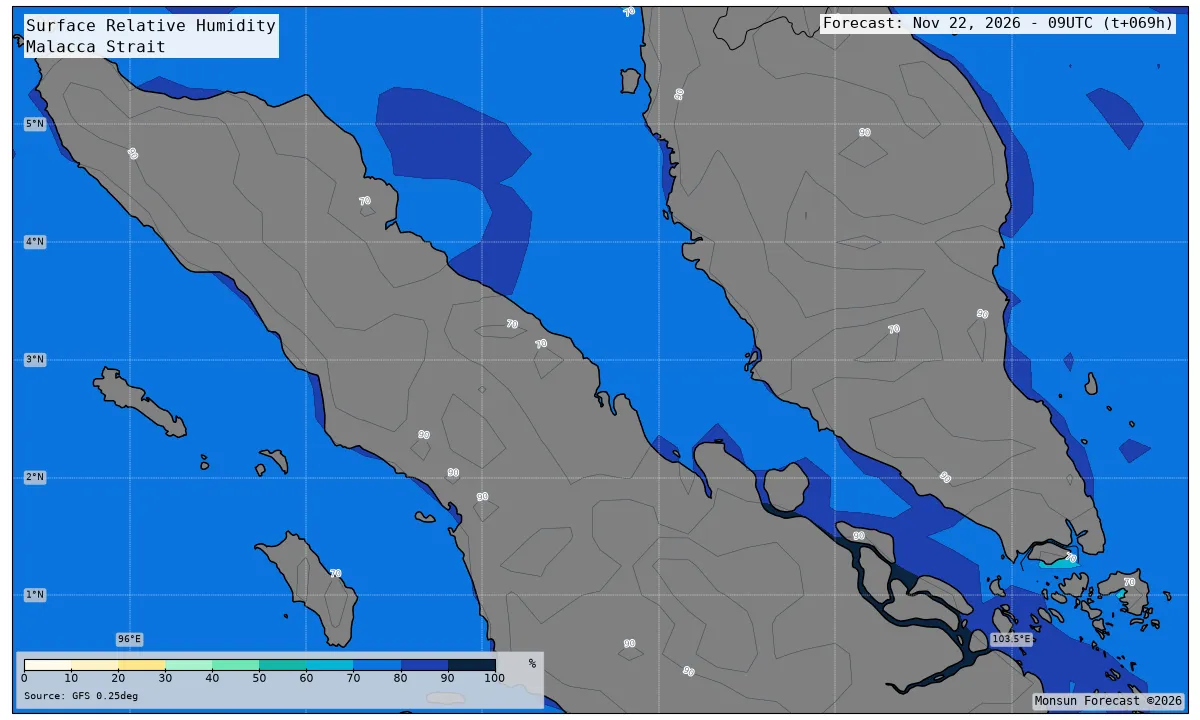 Surface Relative Humidity
Malacca Strait
Forecast: Nov 22, 2026 - 09UTC (t+069h)
70
90
90
5°N
90
70
4°N
90
70
70
70
3°N
90
90
90
2°N
90
90
70
70
70
1°N
96°E
103.5°E
90
90
%
0 10 20 30 40 50 60 70 80 90 100
Source: GFS 0.25deg
Monsun Forecast ©2026